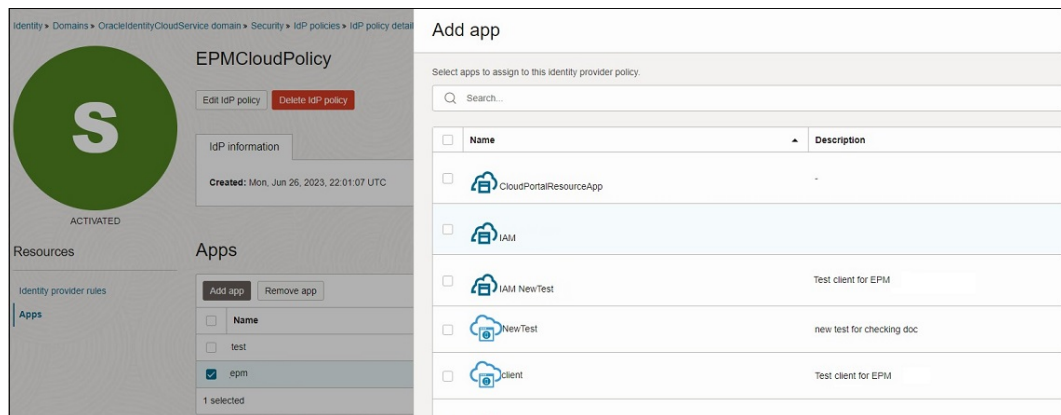 Identity » Domains » OracleIdentityCloudService domain » Security » IdP policies » IdP policy detail
EPMCloudPolicy
Edit IdP policy
Delete IdP policy
S
IdP information
Created: Mon, Jun 26, 2023, 22:01:07 UTC
ACTIVATED
Resources
Identity provider rules
Apps
Apps
Add app
Remove app
Name
test
epm
1 selected
Add app
Select apps to assign to this identity provider policy.
Search...
Name Description
CloudPortalResourceApp -
IAM
IAM NewTest Test client for EPM
NewTest new test for checking doc
client Test client for EPM